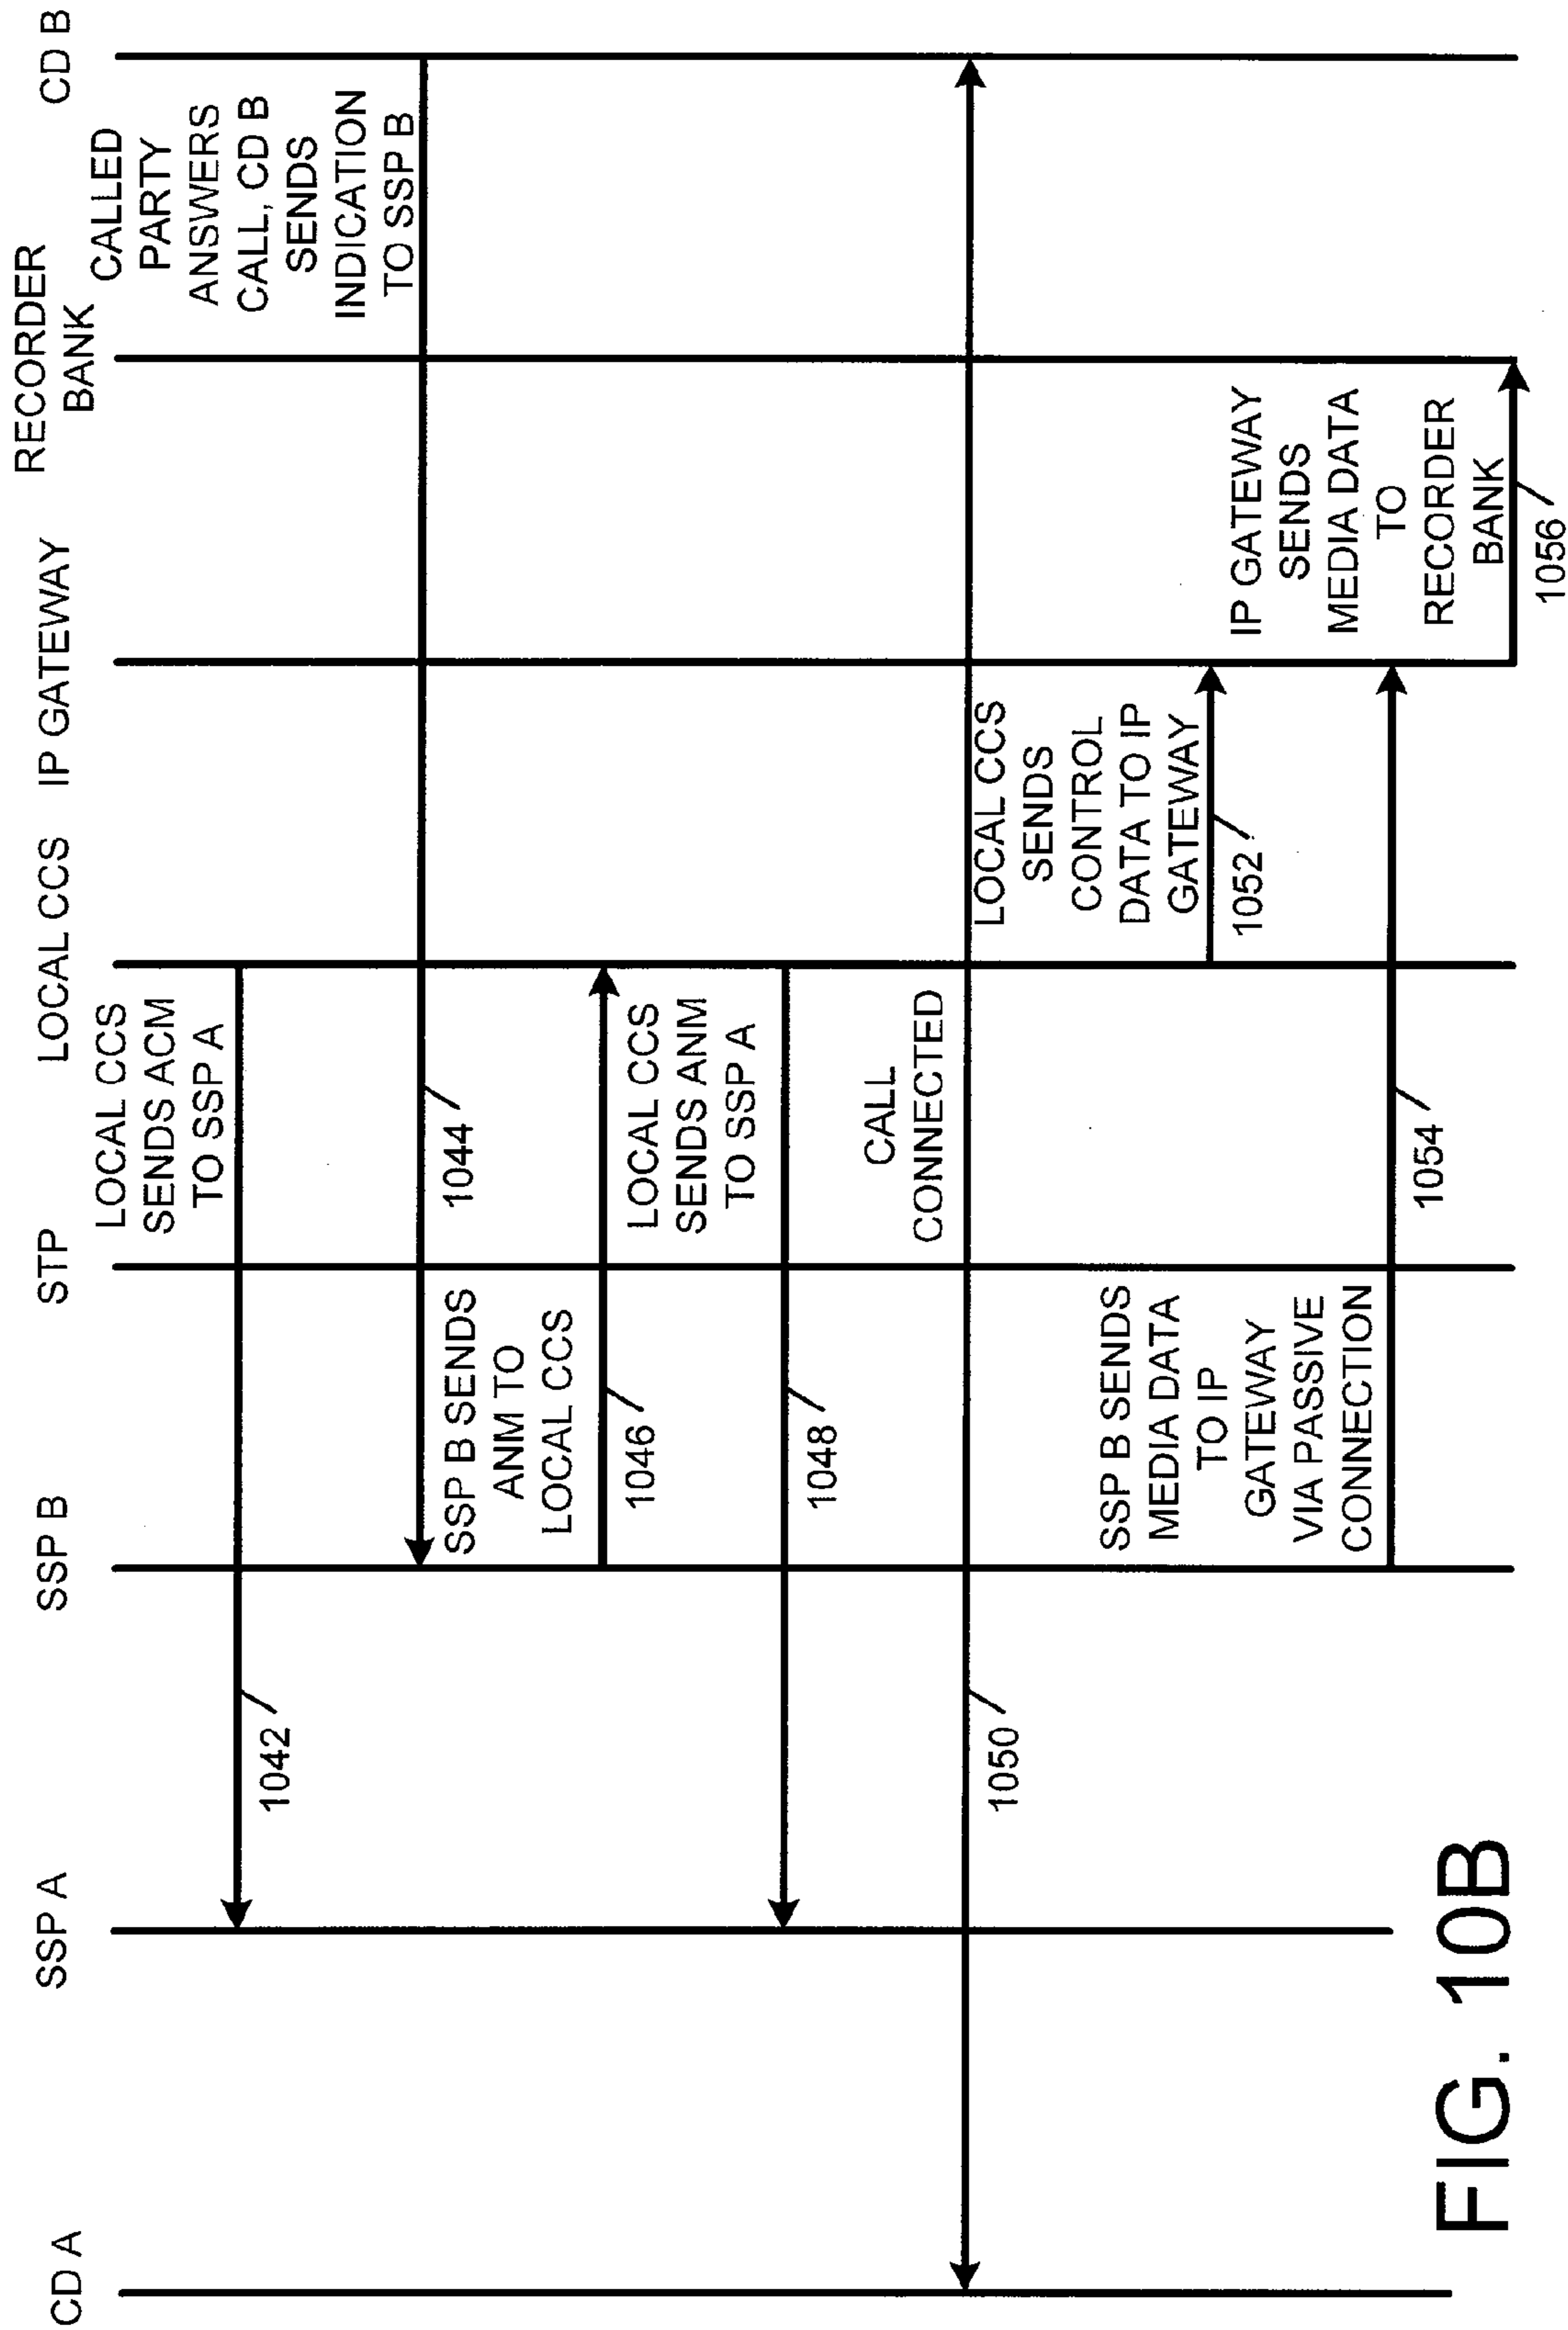 CD A
SSP A
SSP B
STP
LOCAL CCS
IP GATEWAY
RECORDER
BANK
CD B
LOCAL CCS
SENDS ACM
TO SSP A
1042
CALLED
PARTY
ANSWERS
CALL, CD B
SENDS
INDICATION
TO SSP B
1044
SSP B SENDS
ANM TO
LOCAL CCS
1046
LOCAL CCS
SENDS ANM
TO SSP A
1048
CALL
CONNECTED
1050
LOCAL CCS
SENDS
CONTROL
DATA TO IP
GATEWAY
1052
SSP B SENDS
MEDIA DATA
TO IP
GATEWAY
VIA PASSIVE
CONNECTION
1054
IP GATEWAY
SENDS
MEDIA DATA
TO
RECORDER
BANK
1056
FIG. 10B